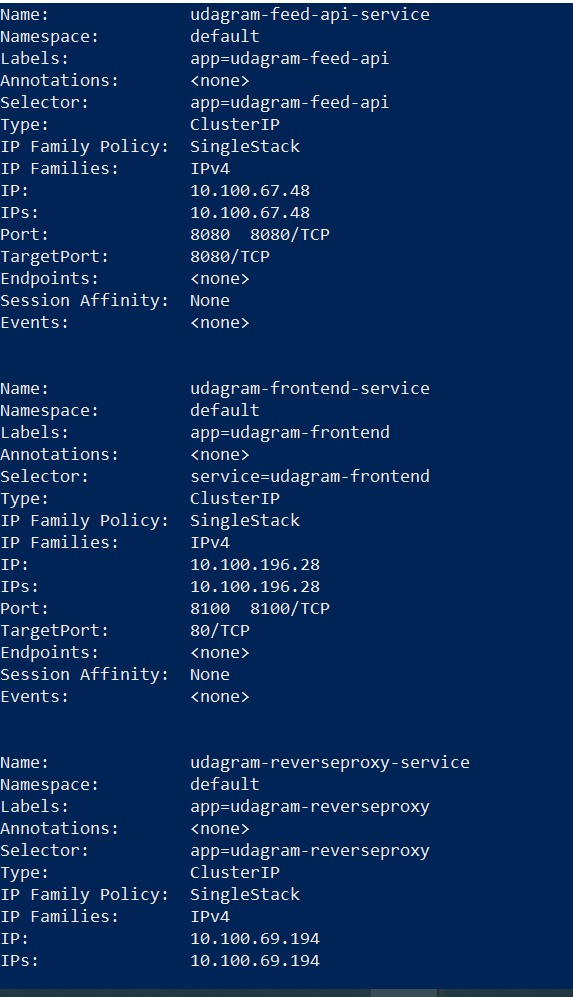 Name:              udagram-feed-api-service
Namespace:         default
Labels:            app=udagram-feed-api
Annotations:       <none>
Selector:          app=udagram-feed-api
Type:              ClusterIP
IP Family Policy:  SingleStack
IP Families:       IPv4
IP:                10.100.67.48
IPs:               10.100.67.48
Port:              8080  8080/TCP
TargetPort:        8080/TCP
Endpoints:         <none>
Session Affinity:  None
Events:            <none>

Name:              udagram-frontend-service
Namespace:         default
Labels:            app=udagram-frontend
Annotations:       <none>
Selector:          service=udagram-frontend
Type:              ClusterIP
IP Family Policy:  SingleStack
IP Families:       IPv4
IP:                10.100.196.28
IPs:               10.100.196.28
Port:              8100  8100/TCP
TargetPort:        80/TCP
Endpoints:         <none>
Session Affinity:  None
Events:            <none>

Name:              udagram-reverseproxy-service
Namespace:         default
Labels:            app=udagram-reverseproxy
Annotations:       <none>
Selector:          app=udagram-reverseproxy
Type:              ClusterIP
IP Family Policy:  SingleStack
IP Families:       IPv4
IP:                10.100.69.194
IPs:               10.100.69.194